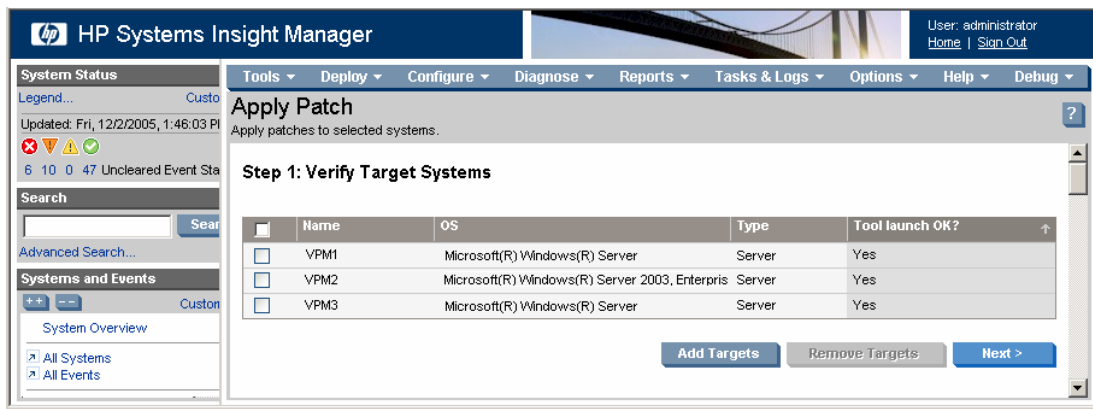 hp HP Systems Insight Manager
User: administrator
Home | Sign Out
System Status
Legend... Custo
Updated: Fri, 12/2/2005, 1:46:03 P
6 10 0 47 Uncleared Event Sta
Search
Sear
Advanced Search...
Systems and Events
++ -- Custon
System Overview
All Systems
All Events
Tools Deploy Configure Diagnose Reports Tasks & Logs Options Help Debug
Apply Patch ?
Apply patches to selected systems.
Step 1: Verify Target Systems
Name OS Type Tool launch OK?
VPM1 Microsoft(R) Windows(R) Server Server Yes
VPM2 Microsoft(R) Windows(R) Server 2003, Enterpris Server Yes
VPM3 Microsoft(R) Windows(R) Server Server Yes
Add Targets Remove Targets Next >